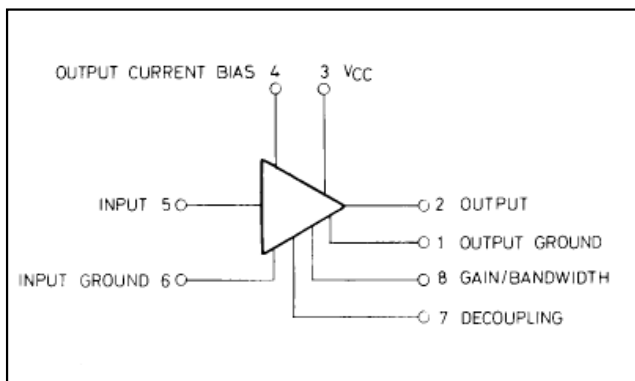 OUTPUT CURRENT BIAS 4
3 VCC
INPUT 5
2 OUTPUT
1 OUTPUT GROUND
INPUT GROUND 6
8 GAIN/BANDWIDTH
7 DECOUPLING